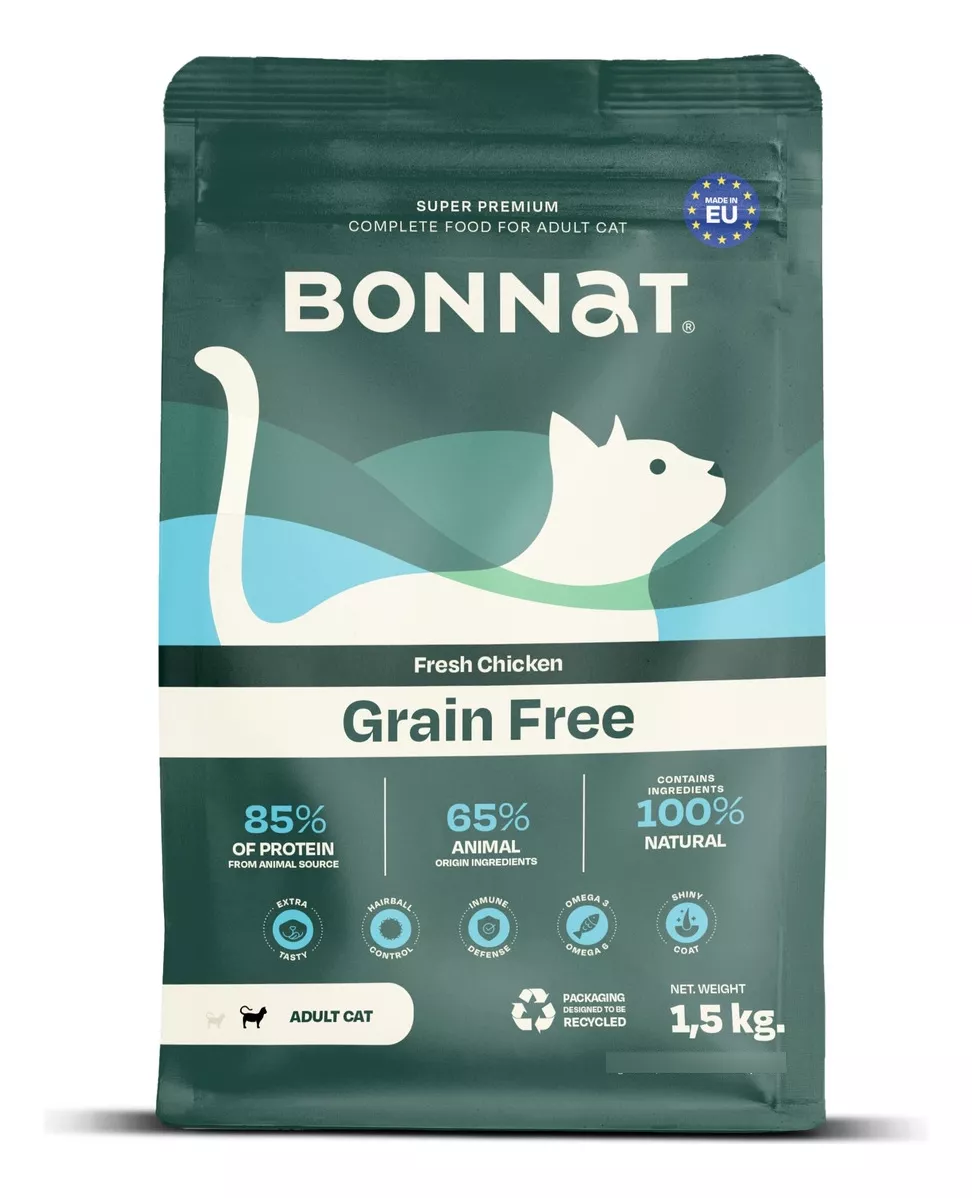 SUPER PREMIUM
COMPLETE FOOD FOR ADULT CAT
MADE IN
EU
BONNAT®
Fresh Chicken
Grain Free
85%
OF PROTEIN
FROM ANIMAL SOURCE
65%
ANIMAL
ORIGIN INGREDIENTS
CONTAINS
INGREDIENTS
100%
NATURAL
EXTRA
TASTY
HAIRBALL
CONTROL
INMUNE
DEFENSE
OMEGA 3
OMEGA 6
SHINY
COAT
ADULT CAT
PACKAGING
DESIGNED TO BE
RECYCLED
NET. WEIGHT
1,5 kg.